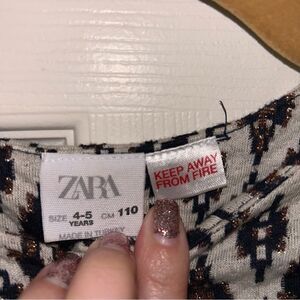 ZARA
SIZE 4-5 YEARS CM 110
MADE IN TURKEY
KEEP AWAY
FROM FIRE